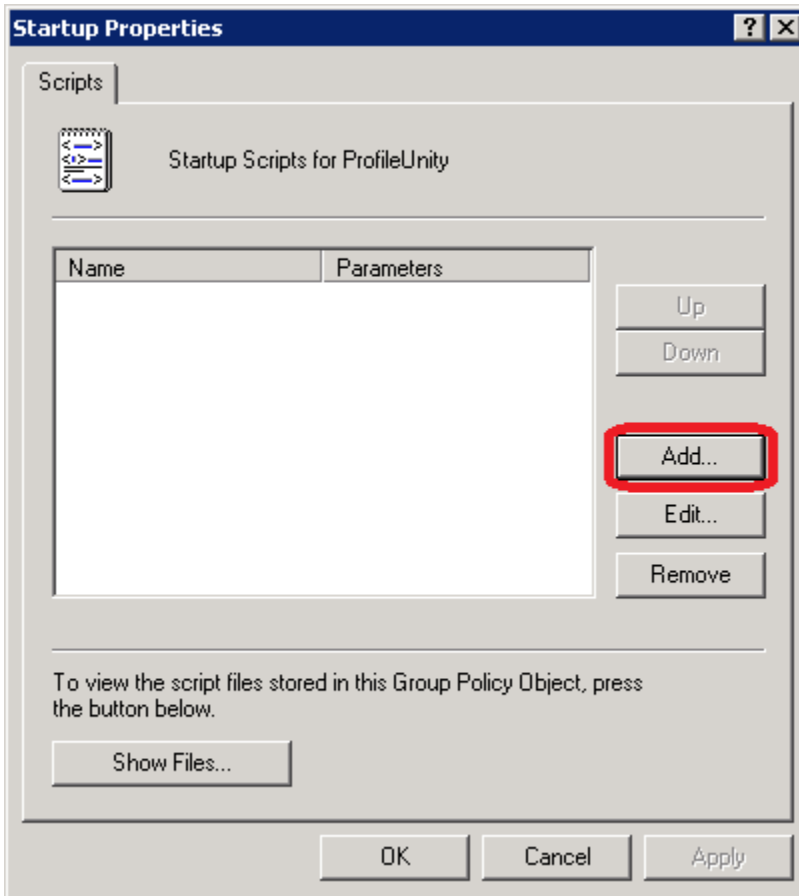 Startup Properties
Scripts
Startup Scripts for ProfileUnity
Name Parameters
Up
Down
Add...
Edit...
Remove
To view the script files stored in this Group Policy Object, press
the button below.
Show Files...
OK Cancel Apply